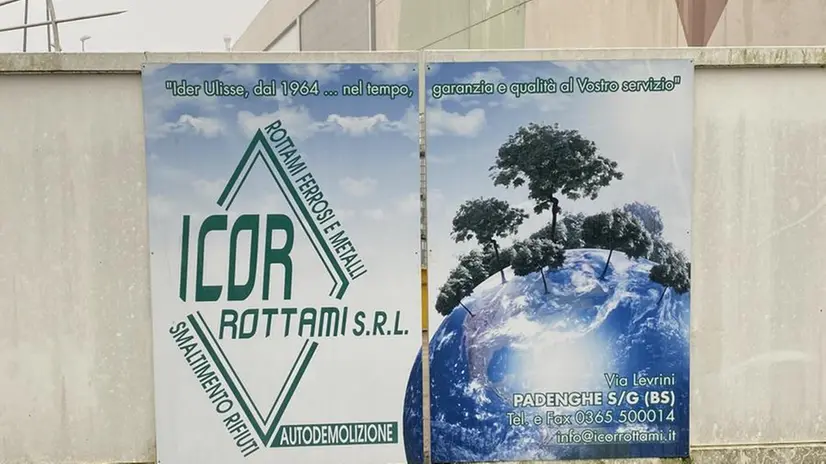 "Ider Ulisse, dal 1964 ... nel tempo, garanzia e qualità al Vostro servizio"
ROTTAMI FERROSI E METALLI
ICOR
ROTTAMI S.R.L.
SMALTIMENTO RIFIUTI
AUTODEMOLIZIONE
Via Levrini
PADENGHE S/G (BS)
Tel. e Fax 0365 500014
info@icorrottami.it